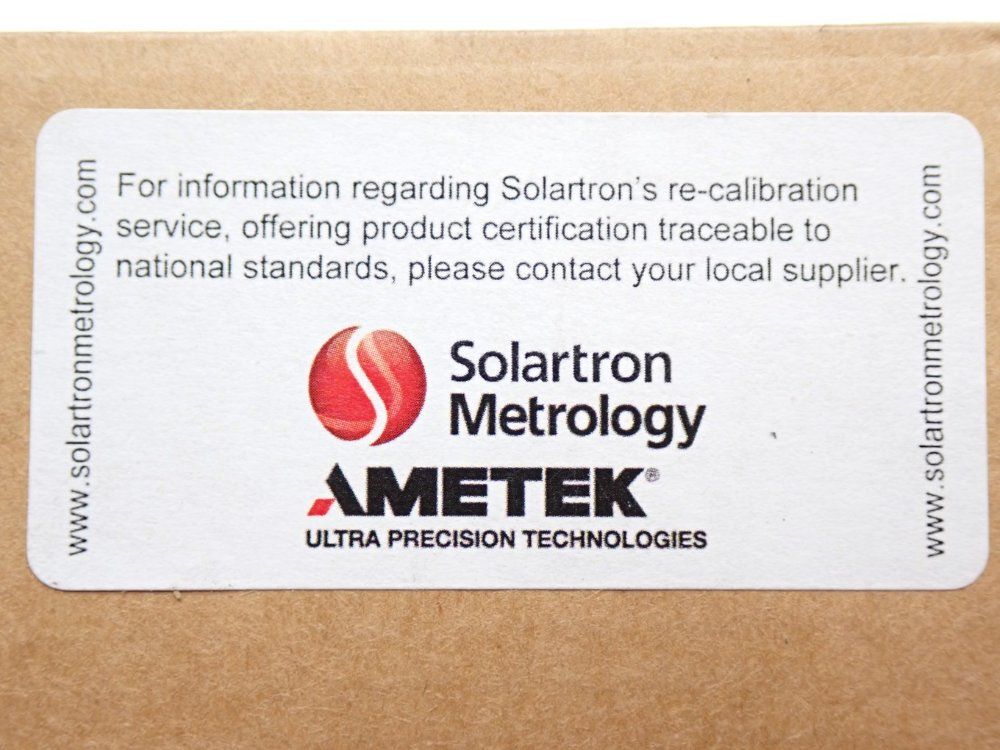 www.solartronmetrology.com
For information regarding Solartron's re-calibration
service, offering product certification traceable to
national standards, please contact your local supplier.
Solartron
Metrology
AMETEK®
ULTRA PRECISION TECHNOLOGIES
www.solartronmetrology.com